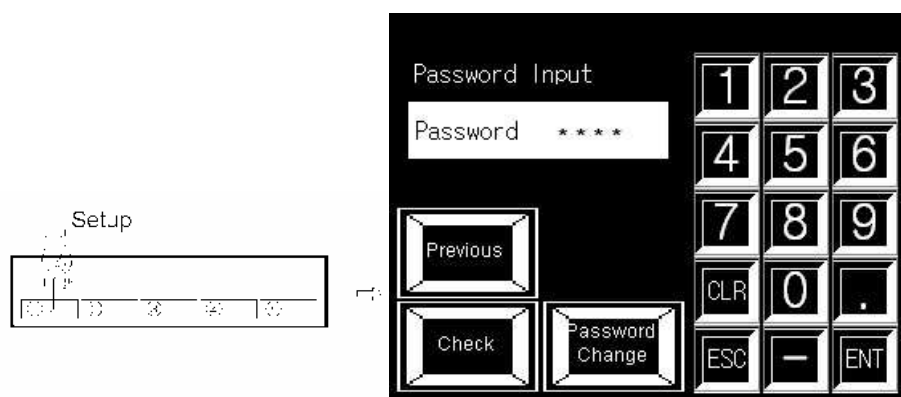 Setup
Password Input
Password ****
Previous
Check
Password Change
1 2 3
4 5 6
7 8 9
CLR 0 .
ESC - ENT